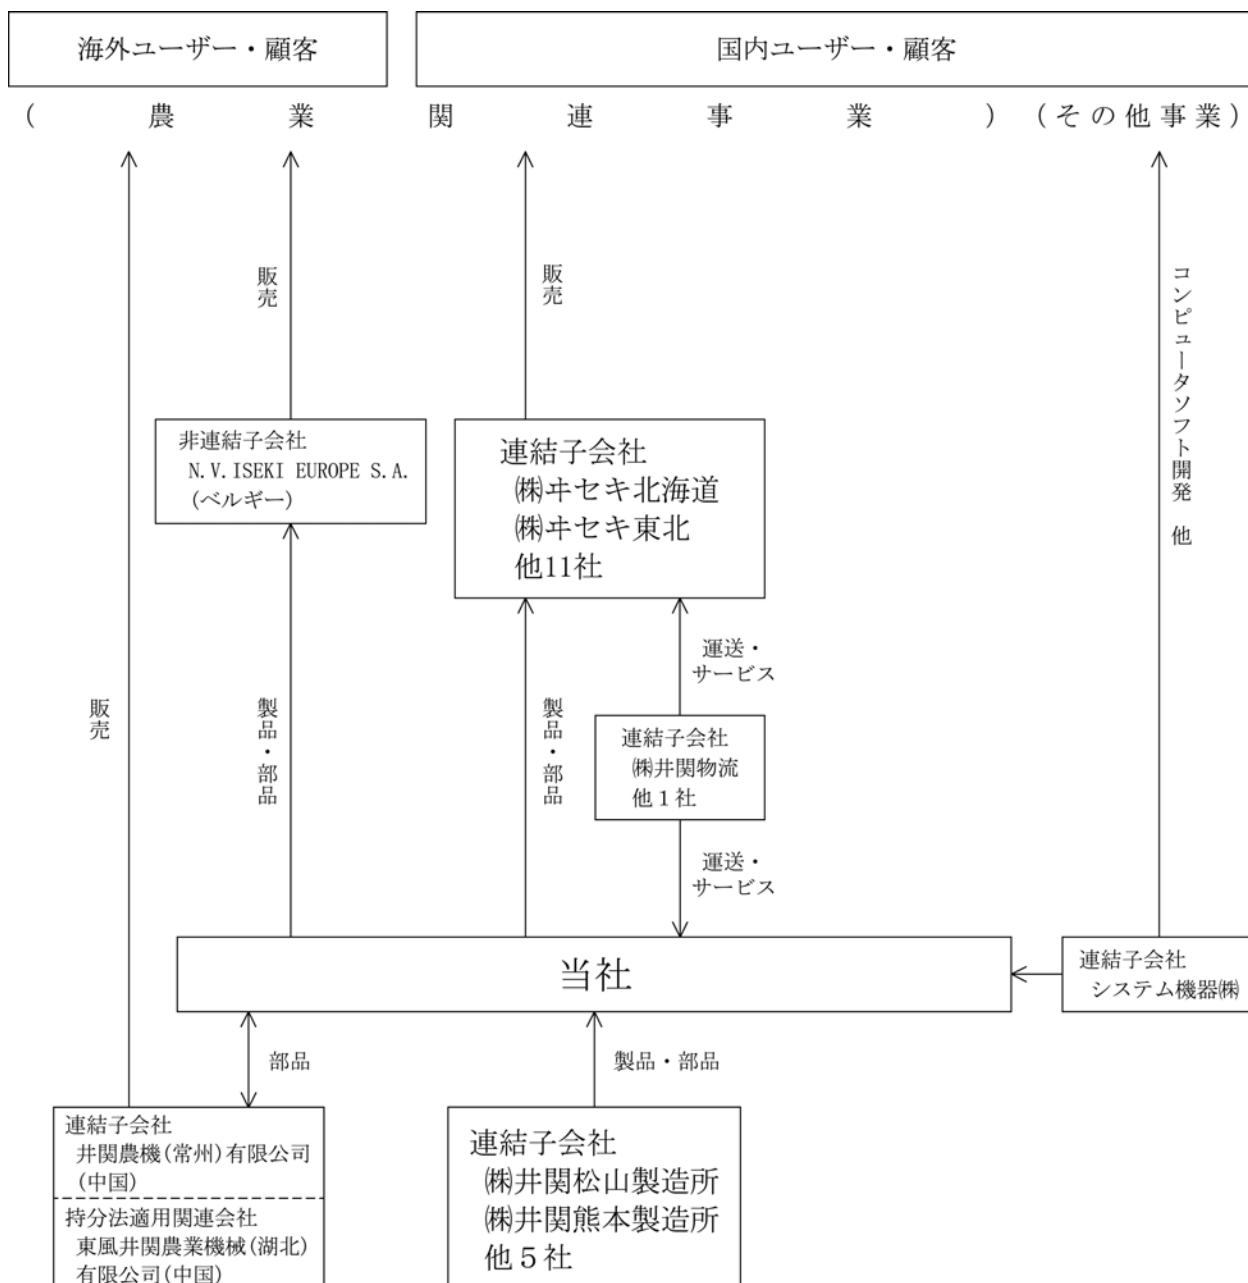 海外ユーザー・顧客
国内ユーザー・顧客
(農業関連事業)
(その他事業)
販売
販売
コンピュータソフト開発 他
非連結子会社
N.V.ISEKI EUROPE S.A.
(ベルギー)
連結子会社
㈱ヰセキ北海道
㈱ヰセキ東北
他11社
運送・
サービス
販売
製品・部品
製品・部品
連結子会社
㈱井関物流
他１社
運送・
サービス
当社
連結子会社
システム機器㈱
部品
製品・部品
連結子会社
井関農機(常州)有限公司
(中国)
持分法適用関連会社
東風井関農業機械(湖北)
有限公司(中国)
連結子会社
㈱井関松山製造所
㈱井関熊本製造所
他５社